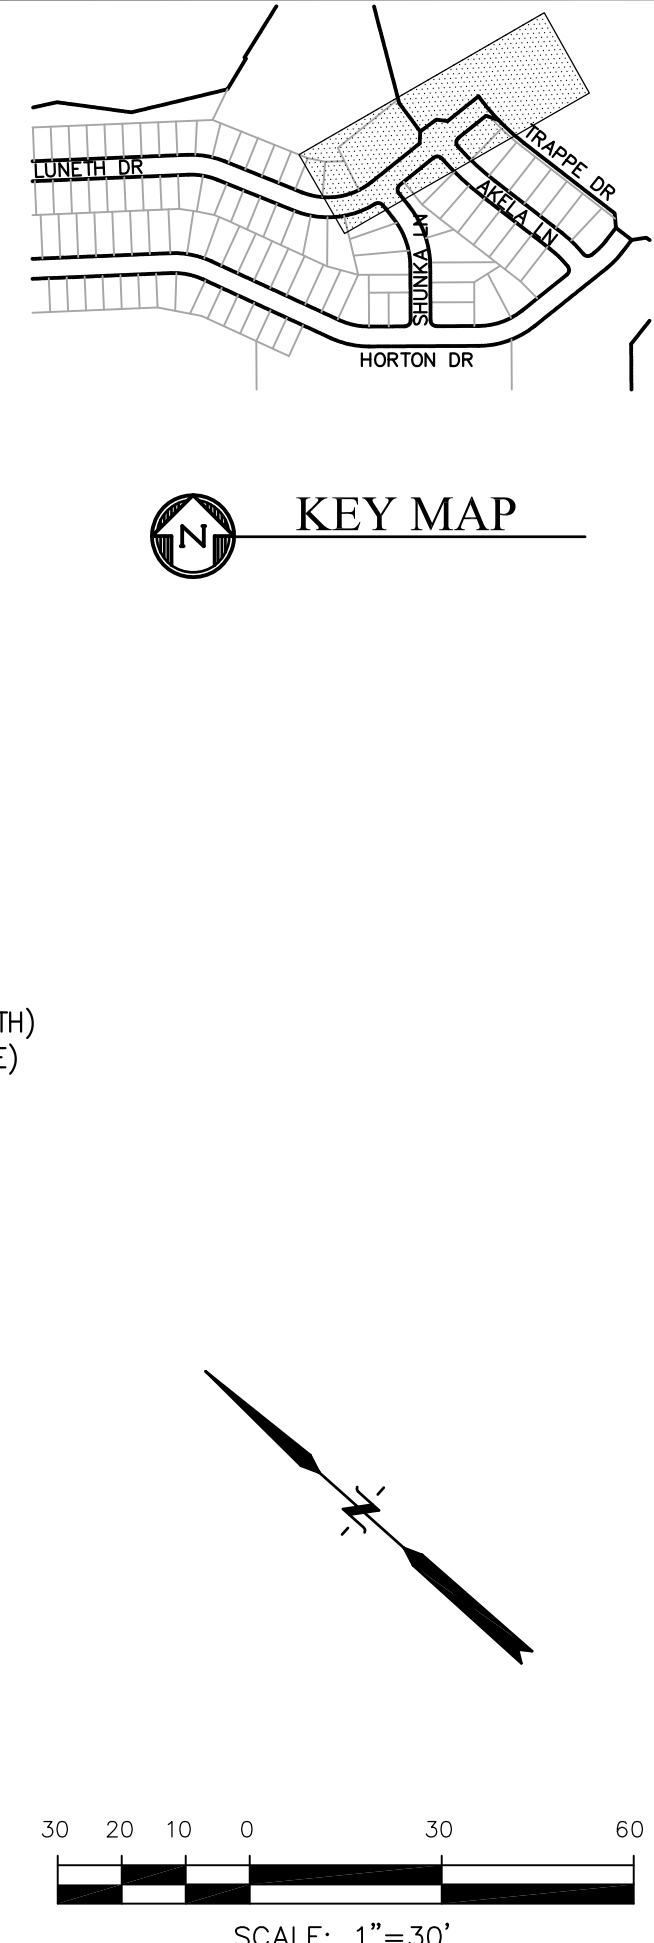 LUNETH DR
TRAPPE DR
AKELA LN
SHUNKA LN
HORTON DR
N
KEY MAP
TH)
E)
N
30 20 10 0 30 60
SCALE: 1"=30'